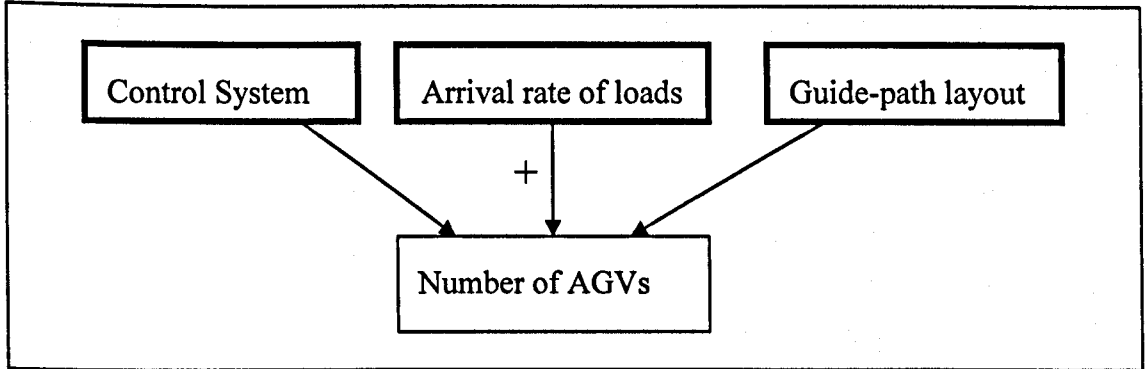 Control System
Arrival rate of loads
Guide-path layout
+
Number of AGVs